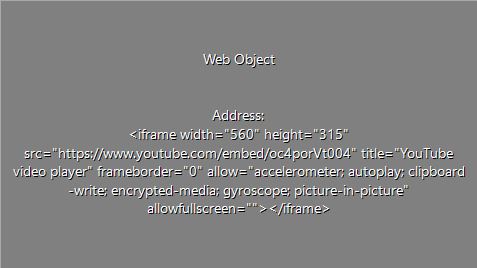 Web Object
Address:
<iframe width="560" height="315"
src="https://www.youtube.com/embed/oc4porVt004" title="YouTube
video player" frameborder="0" allow="accelerometer; autoplay; clipboard
-write; encrypted-media; gyroscope; picture-in-picture"
allowfullscreen=""></iframe>